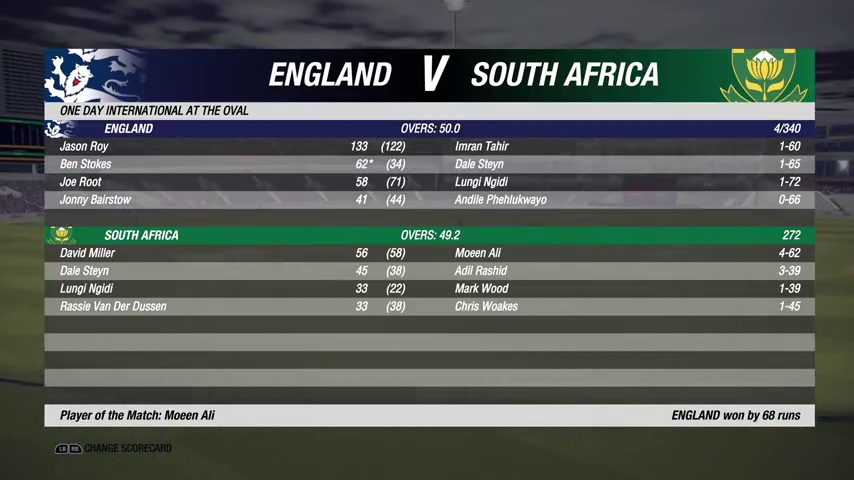 ENGLAND V SOUTH AFRICA
ONE DAY INTERNATIONAL AT THE OVAL
ENGLAND OVERS: 50.0 4/340
Jason Roy 133 (122) Imran Tahir 1-60
Ben Stokes 62* (34) Dale Steyn 1-65
Joe Root 58 (71) Lungi Ngidi 1-72
Jonny Bairstow 41 (44) Andile Phehlukwayo 0-66
SOUTH AFRICA OVERS: 49.2 272
David Miller 56 (58) Moeen Ali 4-62
Dale Steyn 45 (38) Adil Rashid 3-39
Lungi Ngidi 33 (22) Mark Wood 1-39
Rassie Van Der Dussen 33 (38) Chris Woakes 1-45
Player of the Match: Moeen Ali ENGLAND won by 68 runs
LB RB CHANGE SCORECARD